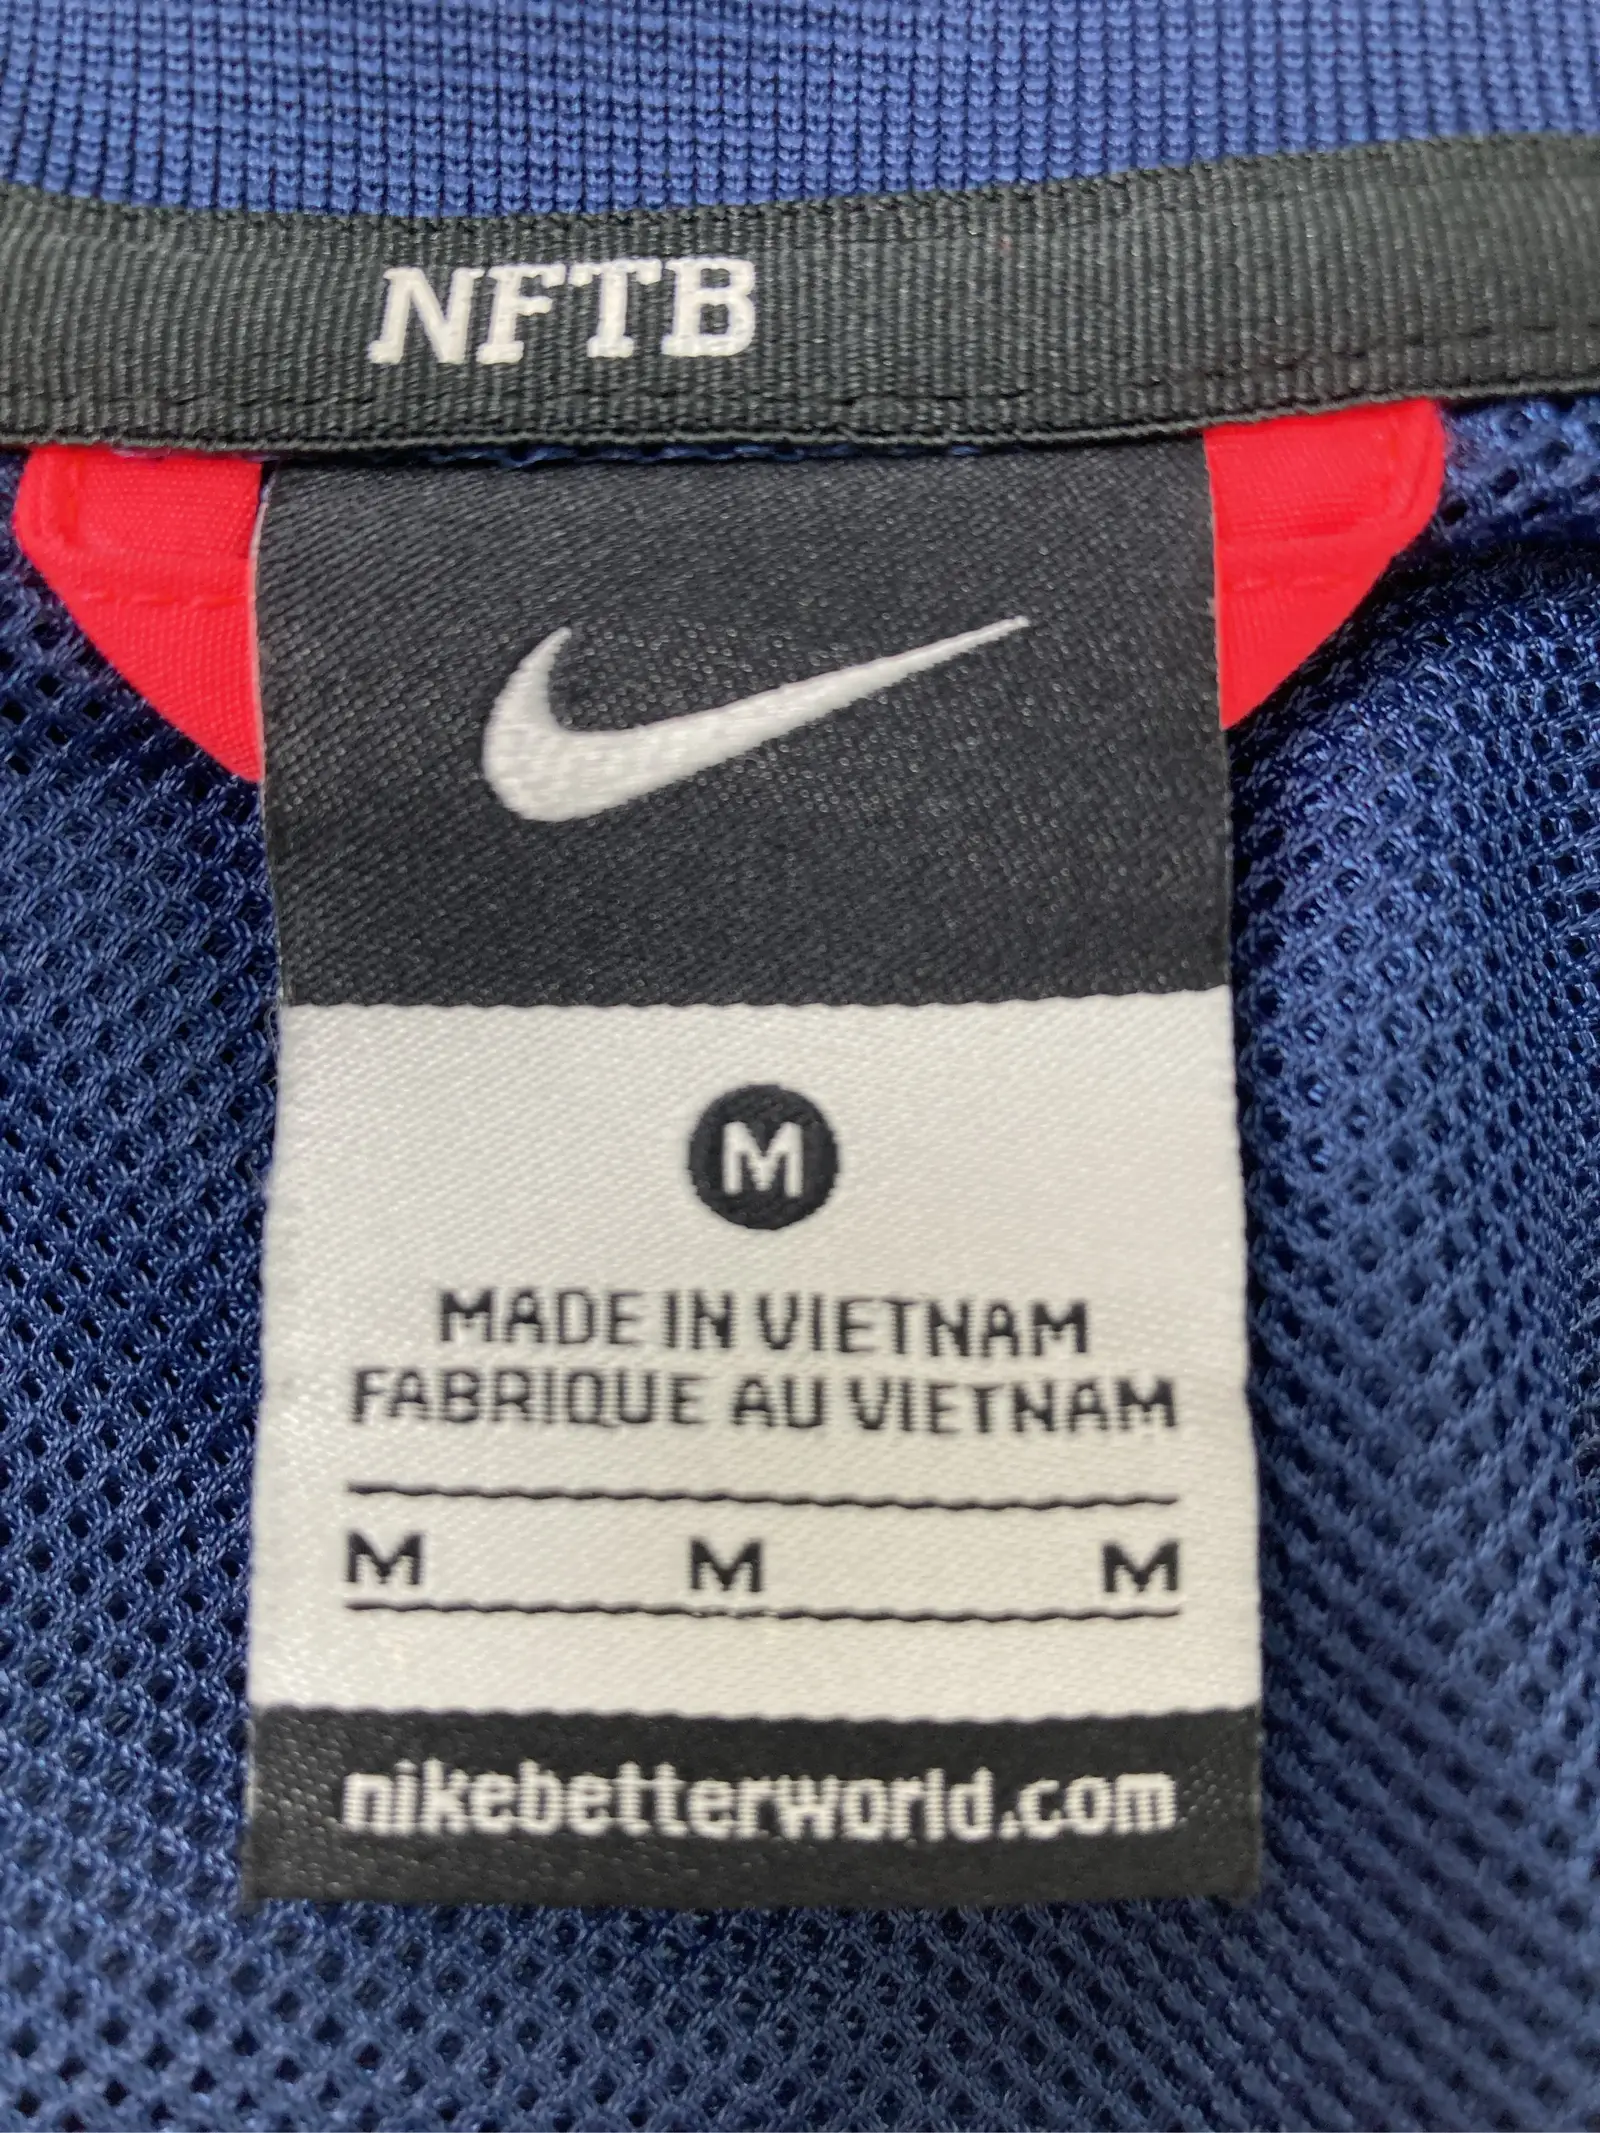 NFTB
M
MADE IN VIETNAM
FABRIQUE AU VIETNAM
M M M
nikebetterworld.com